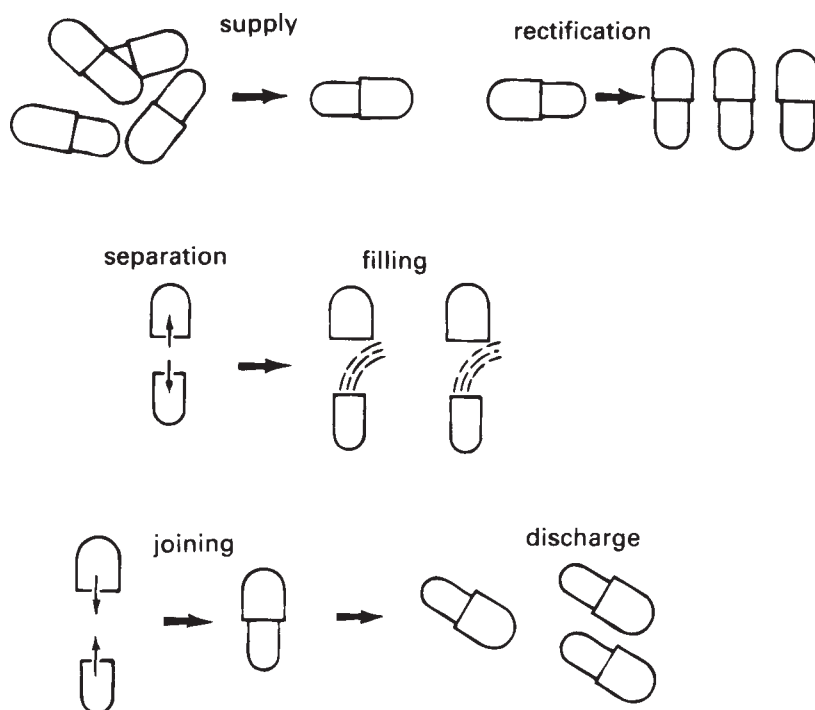 supply
rectification
separation
filling
joining
discharge